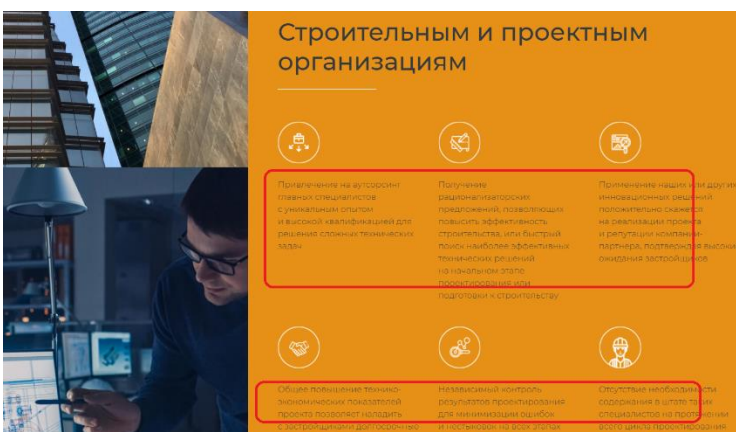 Строительным и проектным
организациям
Привлечение на аутсорсинг
главных специалистов
с уникальным опытом
и высокой квалификацией для
решения сложных технических
задач
Получение
рационализаторских
предложений, позволяющих
повысить эффективность
строительства, или быстрый
поиск наиболее эффективных
технических решений
на начальном этапе
проектирования или
подготовки к строительству
Применение наших или других
инновационных решений
положительно скажется
на реализации проекта
и репутации компании-
партнера, подтверждая высоки
ожидания застройщиков
Общее повышение технико-
экономических показателей
проекта позволяет наладить
с застройщиками долгосрочные
Независимый контроль
результатов проектирования
для минимизации ошибок
и нестыковок на всех этапах
Отсутствие необходимости
содержания в штате таких
специалистов на протяжении
всего цикла проектирования